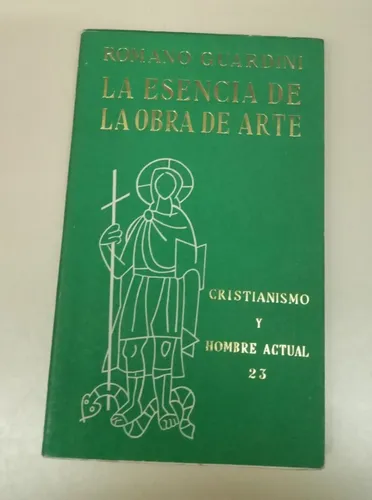 ROMANO GUARDINI
LA ESENCIA DE
LA OBRA DE ARTE
CRISTIANISMO
Y
HOMBRE ACTUAL
23